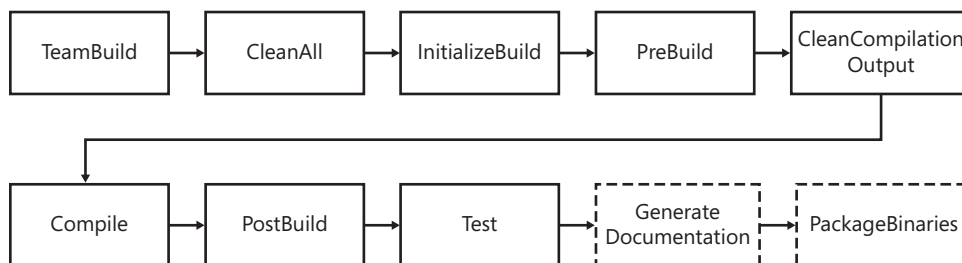 TeamBuild
CleanAll
InitializeBuild
PreBuild
CleanCompilation
Output
Compile
PostBuild
Test
Generate
Documentation
PackageBinaries